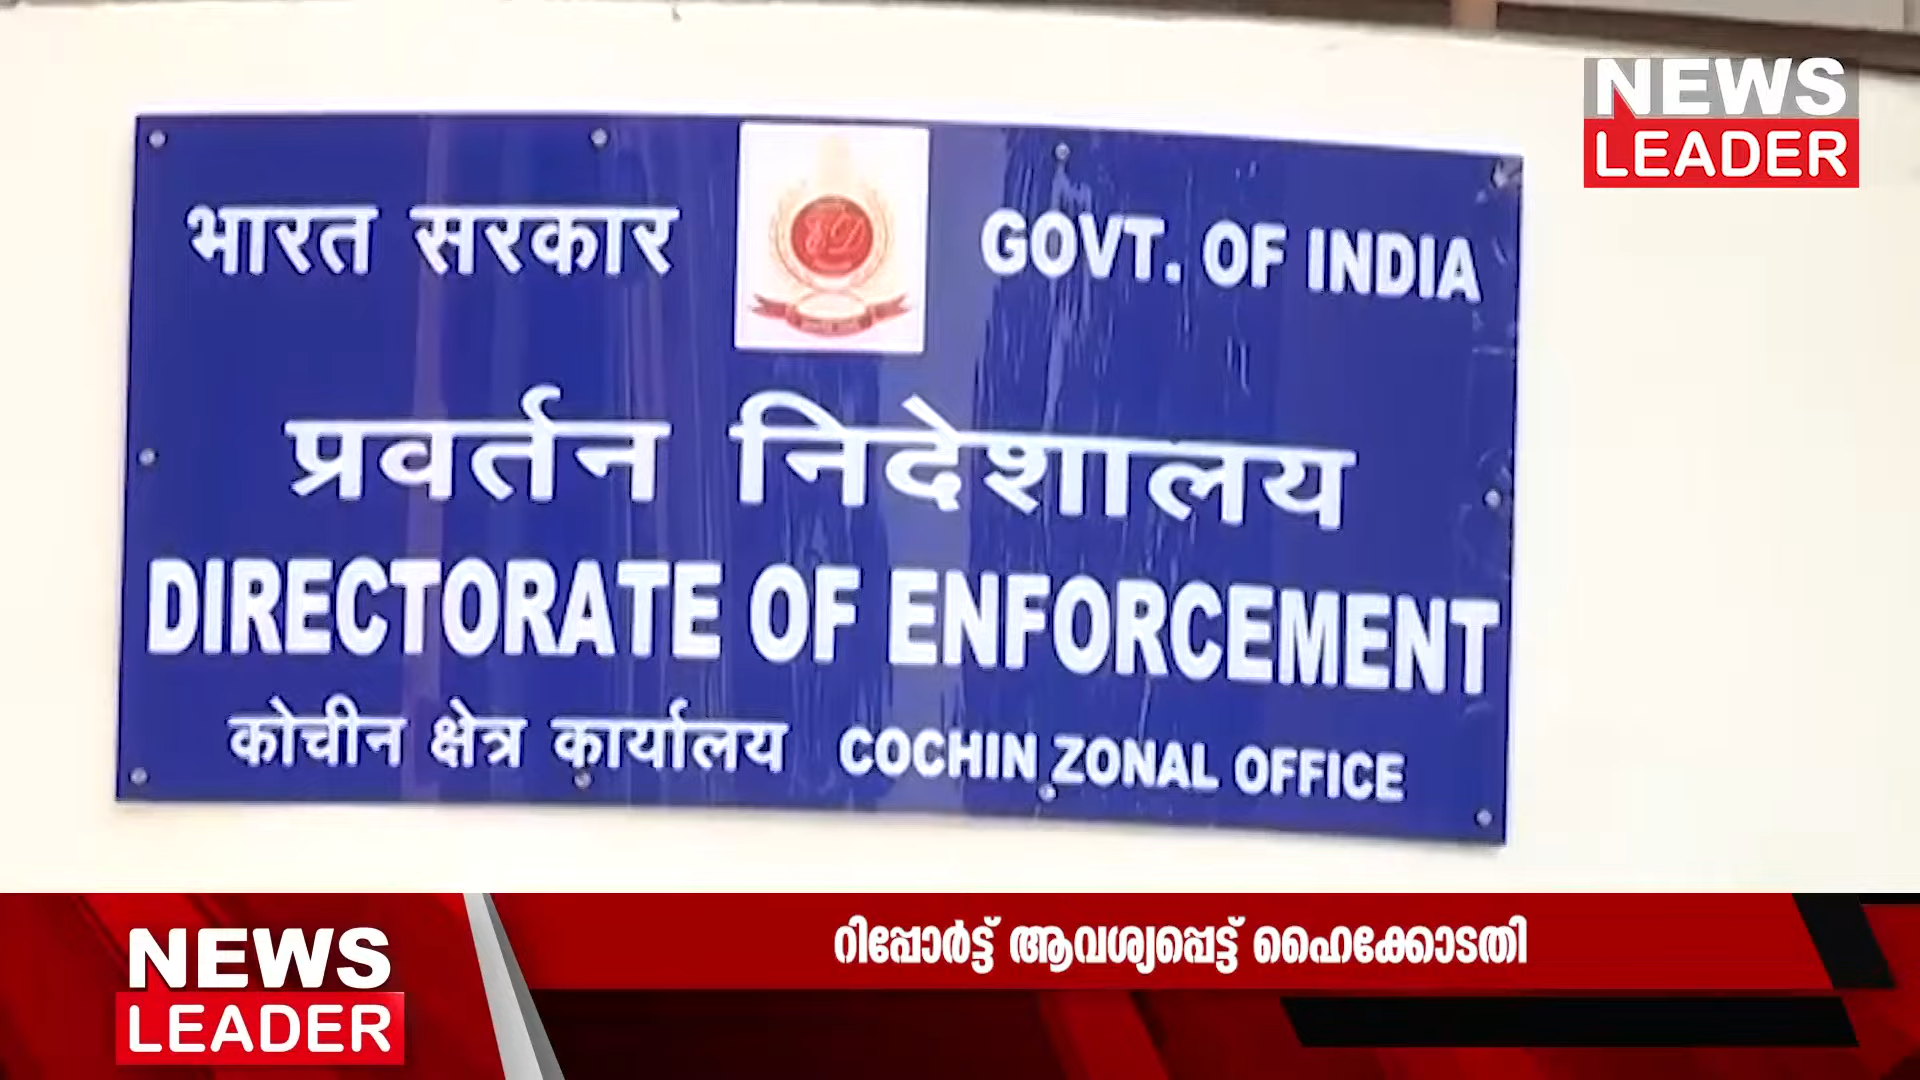 NEWS
LEADER
भारत सरकार
GOVT. OF INDIA
प्रवर्तन निदेशालय
DIRECTORATE OF ENFORCEMENT
कोचीन क्षेत्र कार्यालय COCHIN ZONAL OFFICE
റിപ്പോർട്ട് ആവശ്യപ്പെട്ട് ഹൈക്കോടതി
NEWS
LEADER